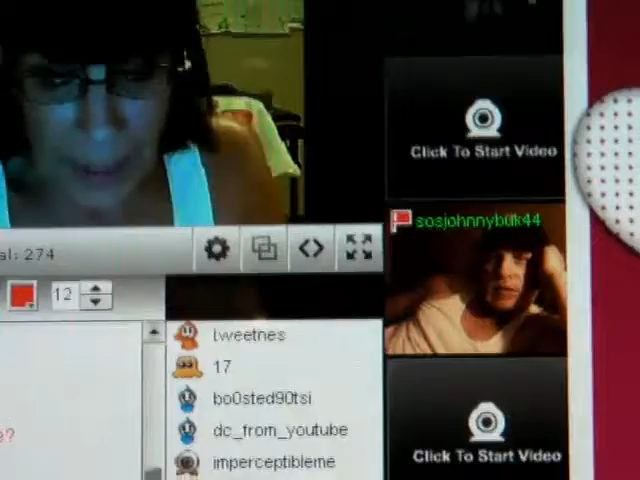 Click To Start Video
sosjohnnybuk44
al: 274
12
tweetnes
17
bo0sted90tsi
dc_from_youtube
e?
imperceptibleme
Click To Start Video